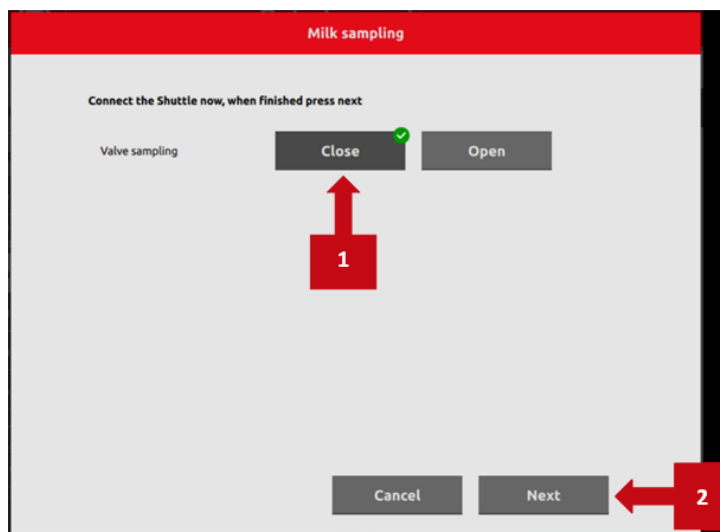 Milk sampling
Connect the Shuttle now, when finished press next
Valve sampling Close Open
1
Cancel Next 2